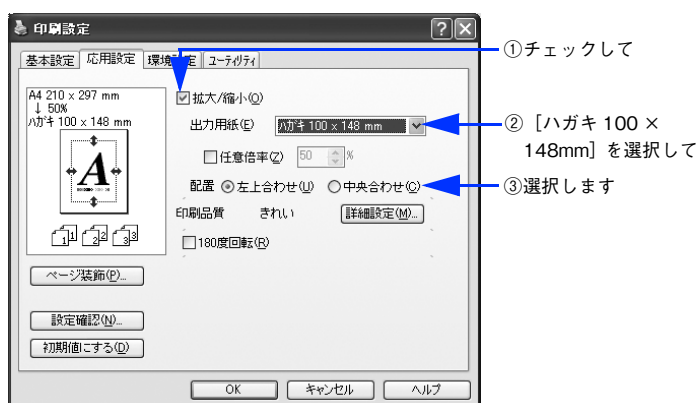 印刷設定
基本設定 応用設定 環境設定 ユーティリティ
①チェックして
A4 210 x 297 mm
↓ 50%
ハガキ 100 x 148 mm
A
1 1 2 2 3 3
拡大/縮小(O)
出力用紙(E) ハガキ 100 x 148 mm
②［ハガキ 100 ×
148mm］を選択して
任意倍率(Z) 50 %
配置 左上合わせ(U) 中央合わせ(C)
③選択します
印刷品質 きれい 詳細設定(M)...
180度回転(R)
ページ装飾(P)...
設定確認(N)...
初期値にする(D)
OK キャンセル ヘルプ